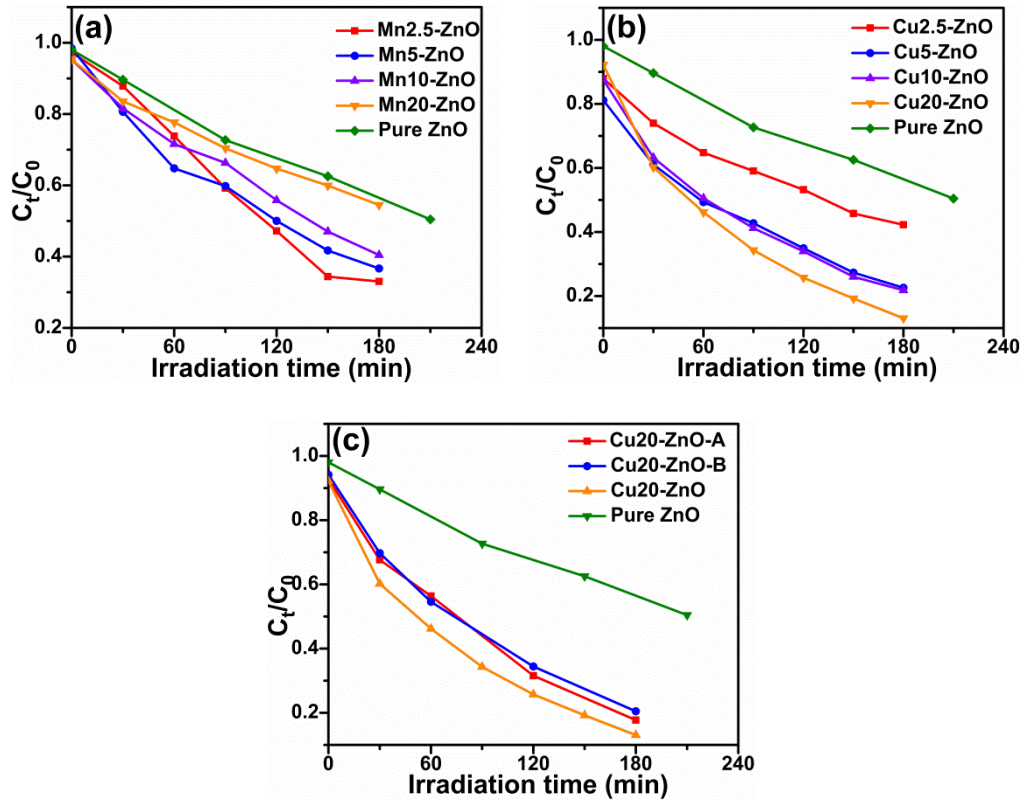 (a)
Mn2.5-ZnO
Mn5-ZnO
Mn10-ZnO
Mn20-ZnO
Pure ZnO
1.0
0.8
0.6
0.4
0.2
Ct/C0
0 60 120 180 240
Irradiation time (min)
(b)
Cu2.5-ZnO
Cu5-ZnO
Cu10-ZnO
Cu20-ZnO
Pure ZnO
1.0
0.8
0.6
0.4
0.2
Ct/C0
0 60 120 180 240
Irradiation time (min)
(c)
Cu20-ZnO-A
Cu20-ZnO-B
Cu20-ZnO
Pure ZnO
1.0
0.8
0.6
0.4
0.2
Ct/C0
0 60 120 180 240
Irradiation time (min)